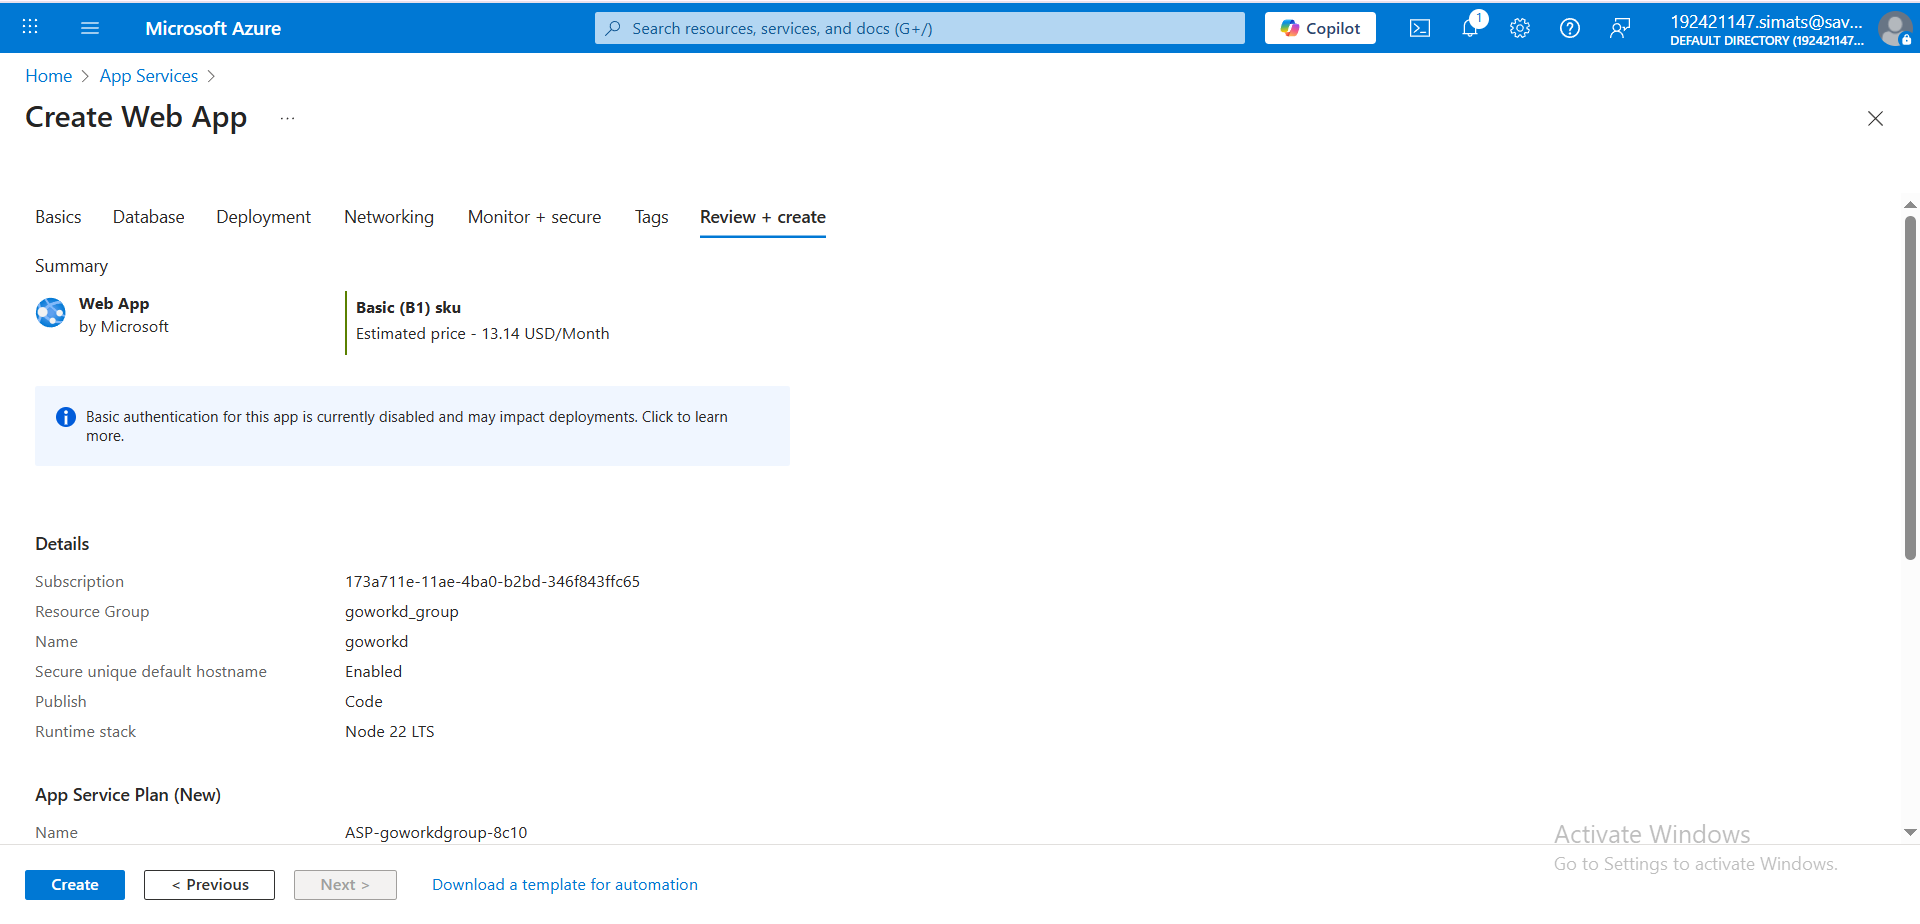 Microsoft Azure
Search resources, services, and docs (G+/)
Copilot
1
192421147.simats@sav...
DEFAULT DIRECTORY (192421147...
Home > App Services >
Create Web App ...
Basics Database Deployment Networking Monitor + secure Tags Review + create
Summary
Web App
by Microsoft
Basic (B1) sku
Estimated price - 13.14 USD/Month
Basic authentication for this app is currently disabled and may impact deployments. Click to learn
more.
Details
Subscription 173a711e-11ae-4ba0-b2bd-346f843ffc65
Resource Group goworkd_group
Name goworkd
Secure unique default hostname Enabled
Publish Code
Runtime stack Node 22 LTS
App Service Plan (New)
Name ASP-goworkdgroup-8c10
Activate Windows
Go to Settings to activate Windows.
Create < Previous Next > Download a template for automation